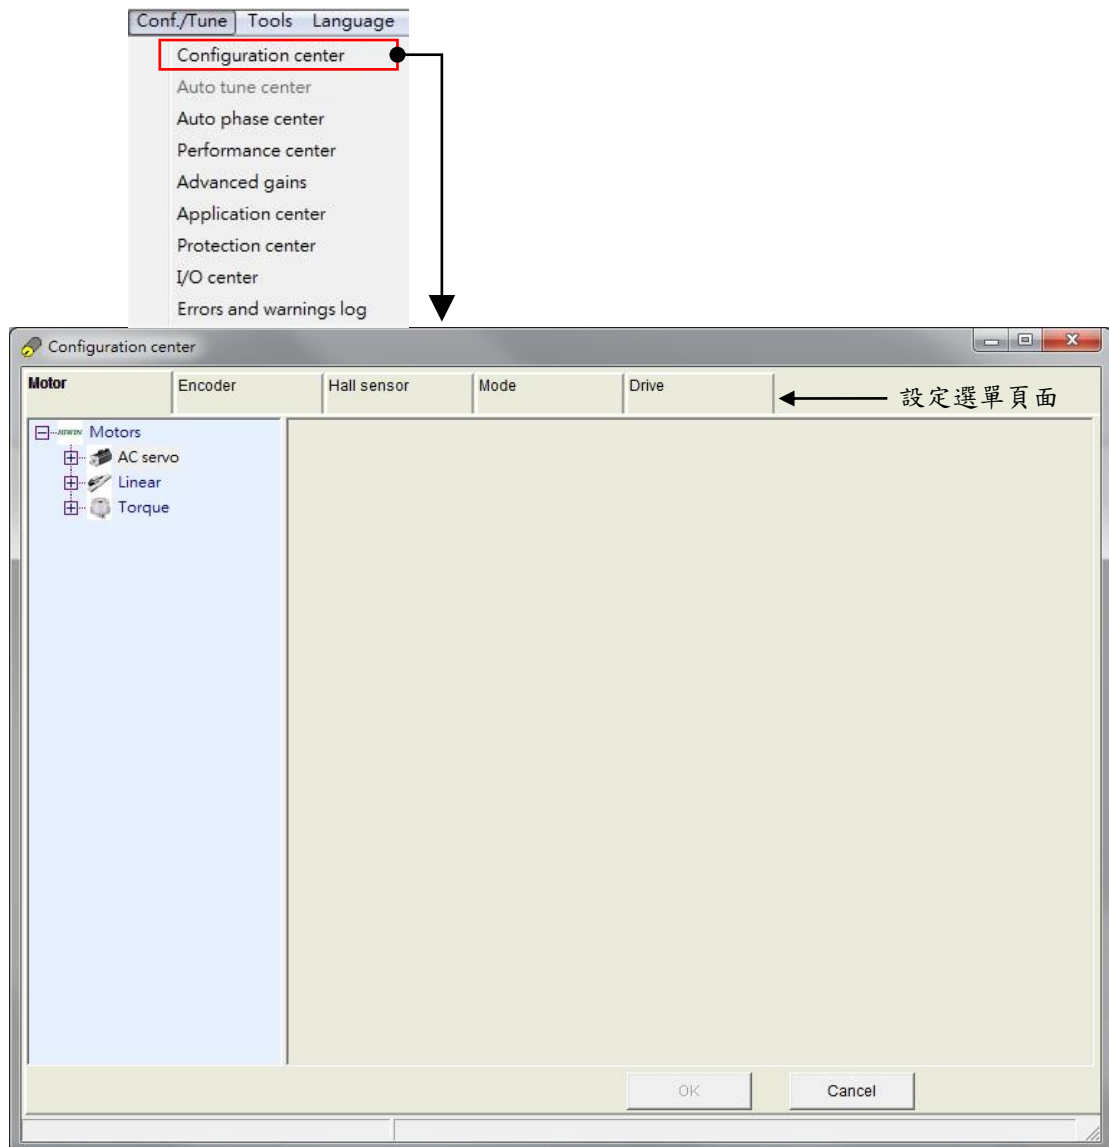 Conf./Tune Tools Language
Configuration center
Auto tune center
Auto phase center
Performance center
Advanced gains
Application center
Protection center
I/O center
Errors and warnings log
Configuration center
Motor Encoder Hall sensor Mode Drive
設定選單頁面
HIWIN Motors
AC servo
Linear
Torque
OK Cancel